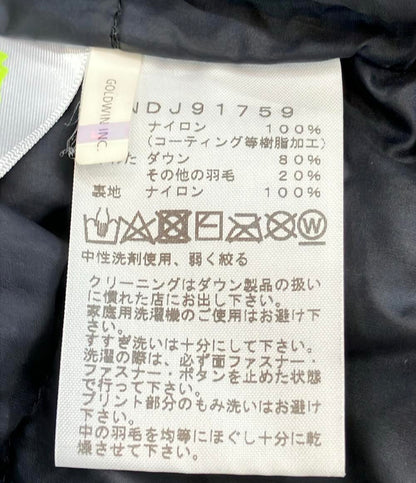 GOLDWIN INC.
NDJ91759
ナイロン 100%
(コーティング等樹脂加工)
わた ダウン 80%
その他の羽毛 20%
裏地 ナイロン 100%
W
中性洗剤使用、弱く絞る
クリーニングはダウン製品の扱い
に慣れた店にお出し下さい。
家庭用洗濯機のご使用はお避け下
さい。
すすぎ洗いは十分にして下さい。
洗濯の際は、必ず面ファスナー・
ファスナー・ボタンを止めた状態
で行って下さい。
プリント部分のもみ洗いはお避け
下さい。
中の羽毛を均等にほぐし十分に乾
燥させて下さい。